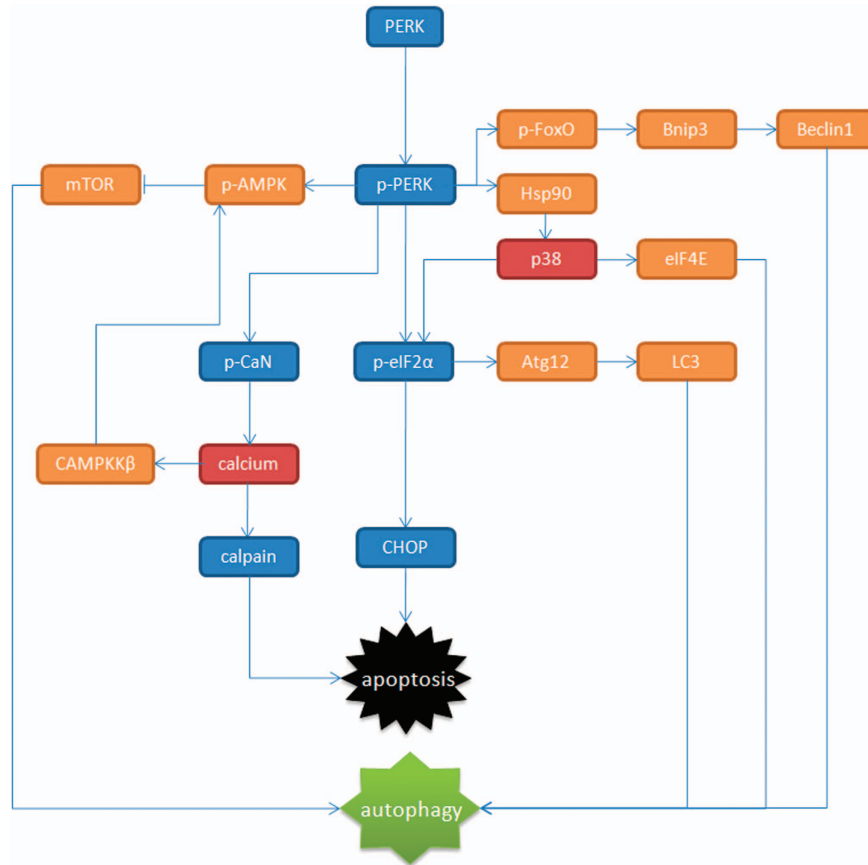 PERK
p-FoxO
Bnip3
Beclin1
mTOR
p-AMPK
p-PERK
Hsp90
p38
eIF4E
p-CaN
p-eIF2α
Atg12
LC3
CAMPKKβ
calcium
calpain
CHOP
apoptosis
autophagy